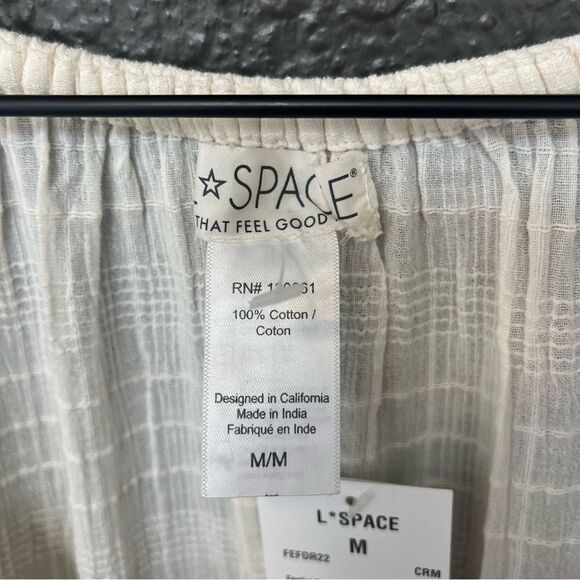 L☆SPACE®
THAT FEEL GOOD
RN#
100% Cotton /
Coton
Designed in California
Made in India
Fabriqué en Inde
M/M
L*SPACE
M
FEFDR22
CRM